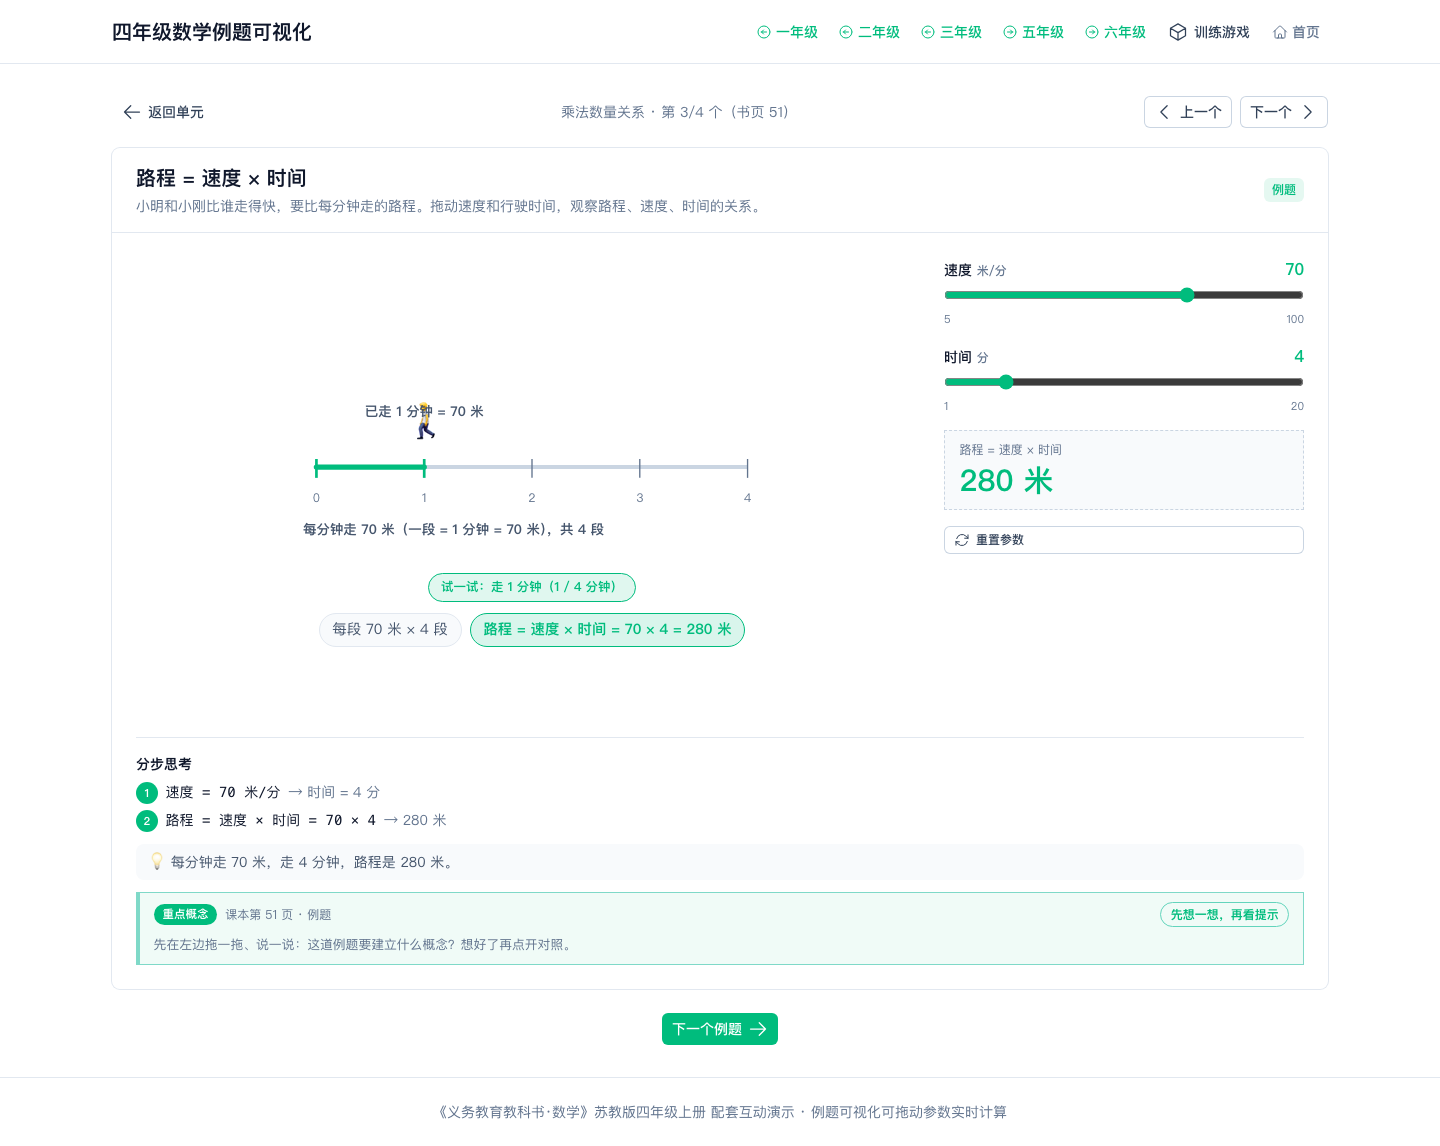 四年级数学例题可视化
一年级 二年级 三年级 五年级 六年级 训练游戏 首页
返回单元
乘法数量关系 · 第 3/4 个（书页 51）
上一个 下一个
路程 = 速度 × 时间
小明和小刚比谁走得快，要比每分钟走的路程。拖动速度和行驶时间，观察路程、速度、时间的关系。
例题
已走 1 分钟 = 70 米
0 1 2 3 4
每分钟走 70 米（一段 = 1 分钟 = 70 米），共 4 段
试一试：走 1 分钟（1 / 4 分钟）
每段 70 米 × 4 段
路程 = 速度 × 时间 = 70 × 4 = 280 米
速度 米/分 70
5 100
时间 分 4
1 20
路程 = 速度 × 时间
280 米
重置参数
分步思考
1 速度 = 70 米/分 → 时间 = 4 分
2 路程 = 速度 × 时间 = 70 × 4 → 280 米
💡 每分钟走 70 米，走 4 分钟，路程是 280 米。
重点概念 课本第 51 页 · 例题
先想一想，再看提示
先在左边拖一拖、说一说：这道例题要建立什么概念？想好了再点开对照。
下一个例题 →
《义务教育教科书·数学》苏教版四年级上册 配套互动演示 · 例题可视化可拖动参数实时计算